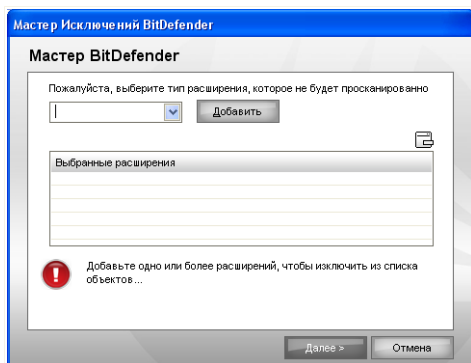 Мастер Исключений BitDefender
Мастер BitDefender
Пожалуйста, выберите тип расширения, которое не будет просканированно
Добавить
Выбранные расширения
Добавьте одно или более расширений, чтобы изключить из списка
объектов...
Далее > Отмена